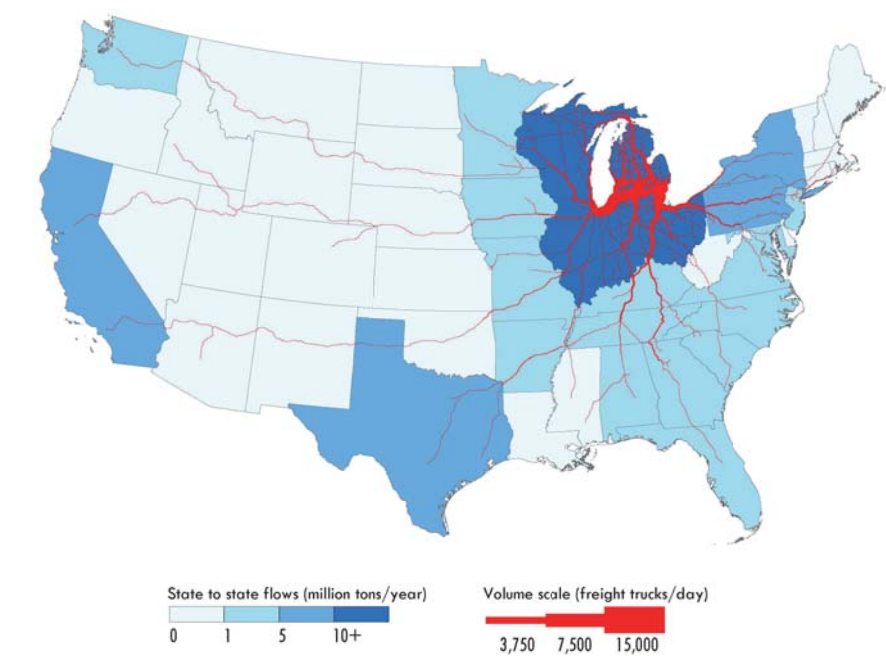 State to state flows (million tons/year)
0 1 5 10+
Volume scale (freight trucks/day)
3,750 7,500 15,000